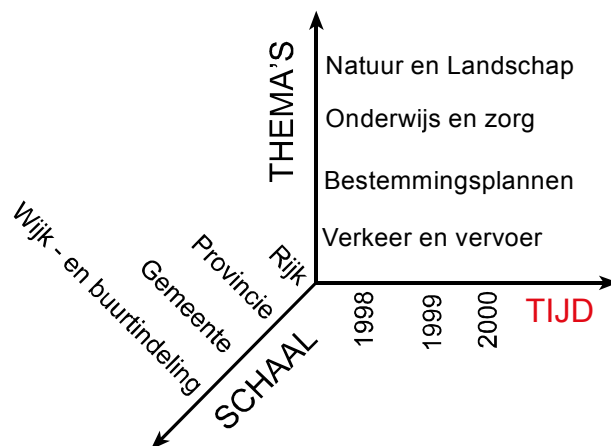 THEMA'S
Natuur en Landschap
Onderwijs en zorg
Bestemmingsplannen
Verkeer en vervoer
Rijk
Provincie
Gemeente
Wijk - en buurtindeling
SCHAAL
1998
1999
2000
TIJD